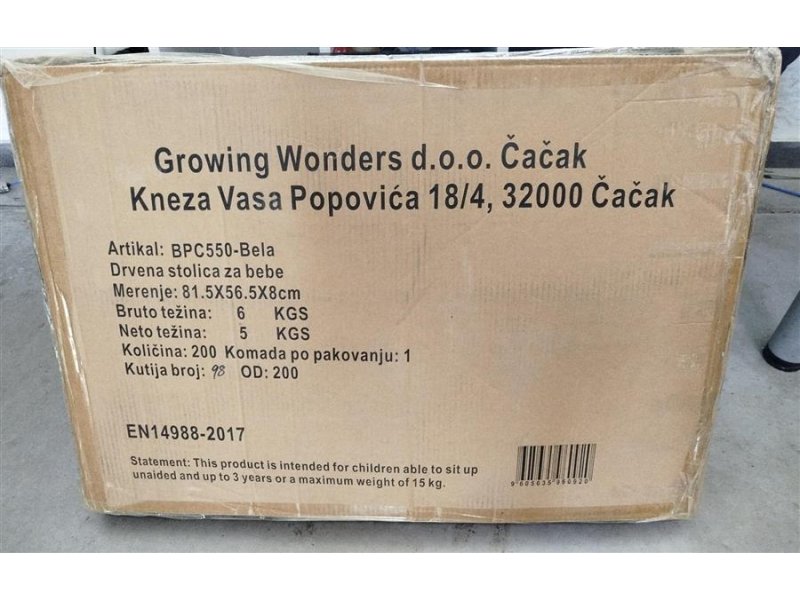 Growing Wonders d.o.o. Čačak
Kneza Vasa Popovića 18/4, 32000 Čačak
Artikal: BPC550-Bela
Drvena stolica za bebe
Merenje: 81.5X56.5X8cm
Bruto težina: 6 KGS
Neto težina: 5 KGS
Količina: 200 Komada po pakovanju: 1
Kutija broj: 98 OD: 200
EN14988-2017
Statement: This product is intended for children able to sit up
unaided and up to 3 years or a maximum weight of 15 kg.